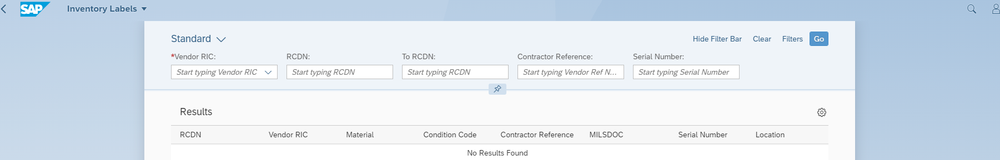 SAP Inventory Labels
Standard Hide Filter Bar Clear Filters Go
*Vendor RIC: RCDN: To RCDN: Contractor Reference: Serial Number:
Start typing Vendor RIC Start typing RCDN Start typing RCDN Start typing Vendor Ref N... Start typing Serial Number
Results
RCDN Vendor RIC Material Condition Code Contractor Reference MILSDOC Serial Number Location
No Results Found